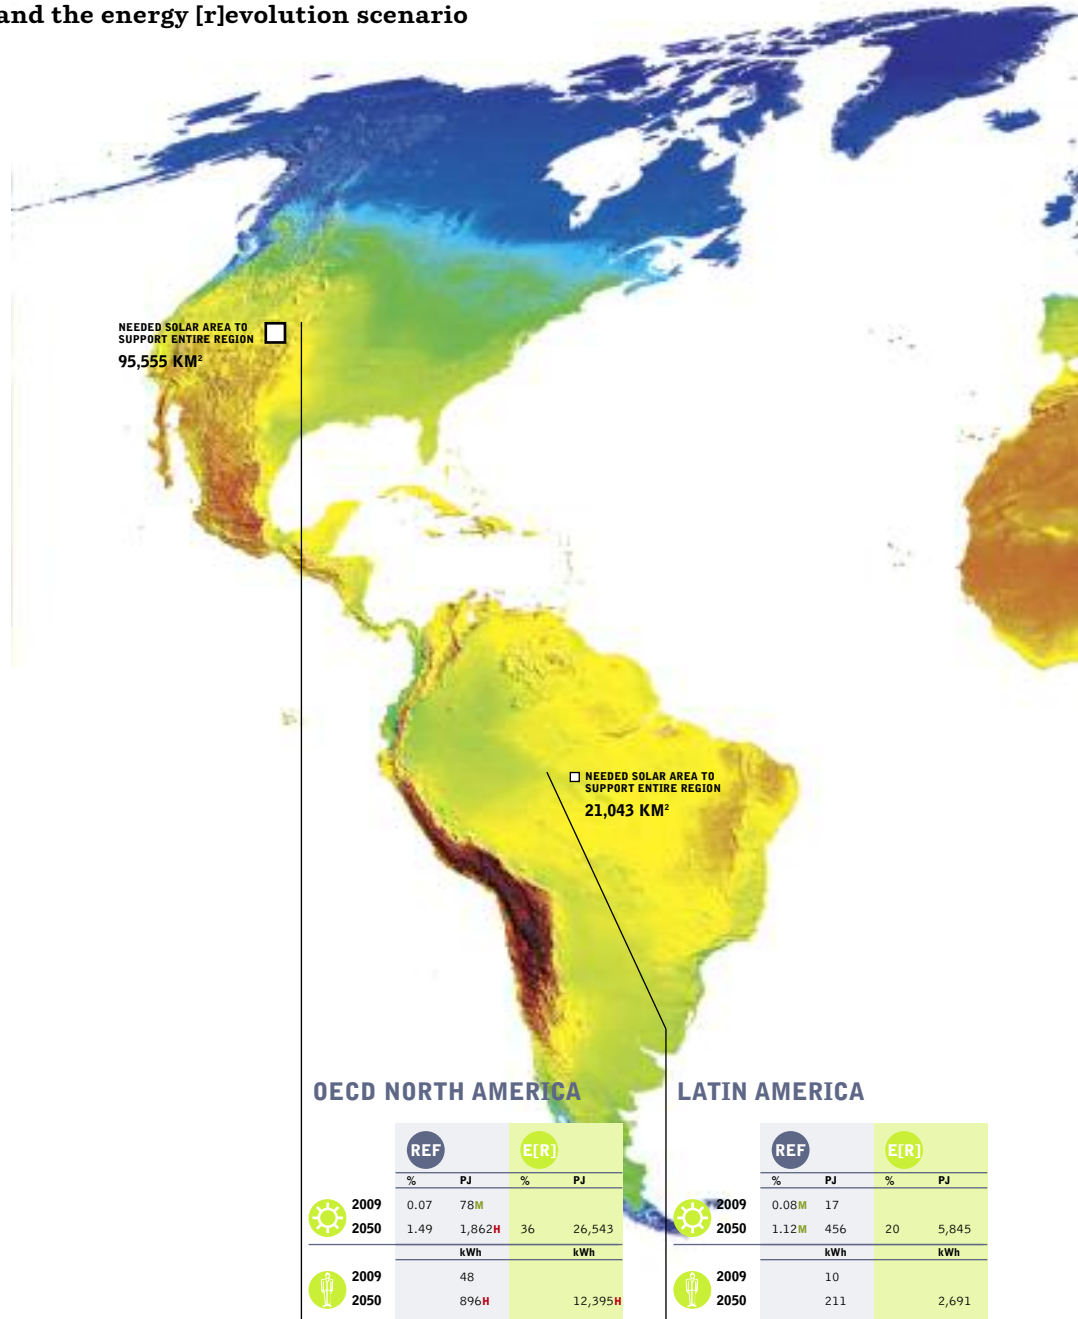 and the energy [r]evolution scenario
NEEDED SOLAR AREA TO
SUPPORT ENTIRE REGION
95,555 KM²
NEEDED SOLAR AREA TO
SUPPORT ENTIRE REGION
21,043 KM²
OECD NORTH AMERICA
REF E[R]
% PJ % PJ
2009 0.07 78M
2050 1.49 1,862H 36 26,543
kWh kWh
2009 48
2050 896H 12,395H
LATIN AMERICA
REF E[R]
% PJ % PJ
2009 0.08M 17
2050 1.12M 456 20 5,845
kWh kWh
2009 10
2050 211 2,691